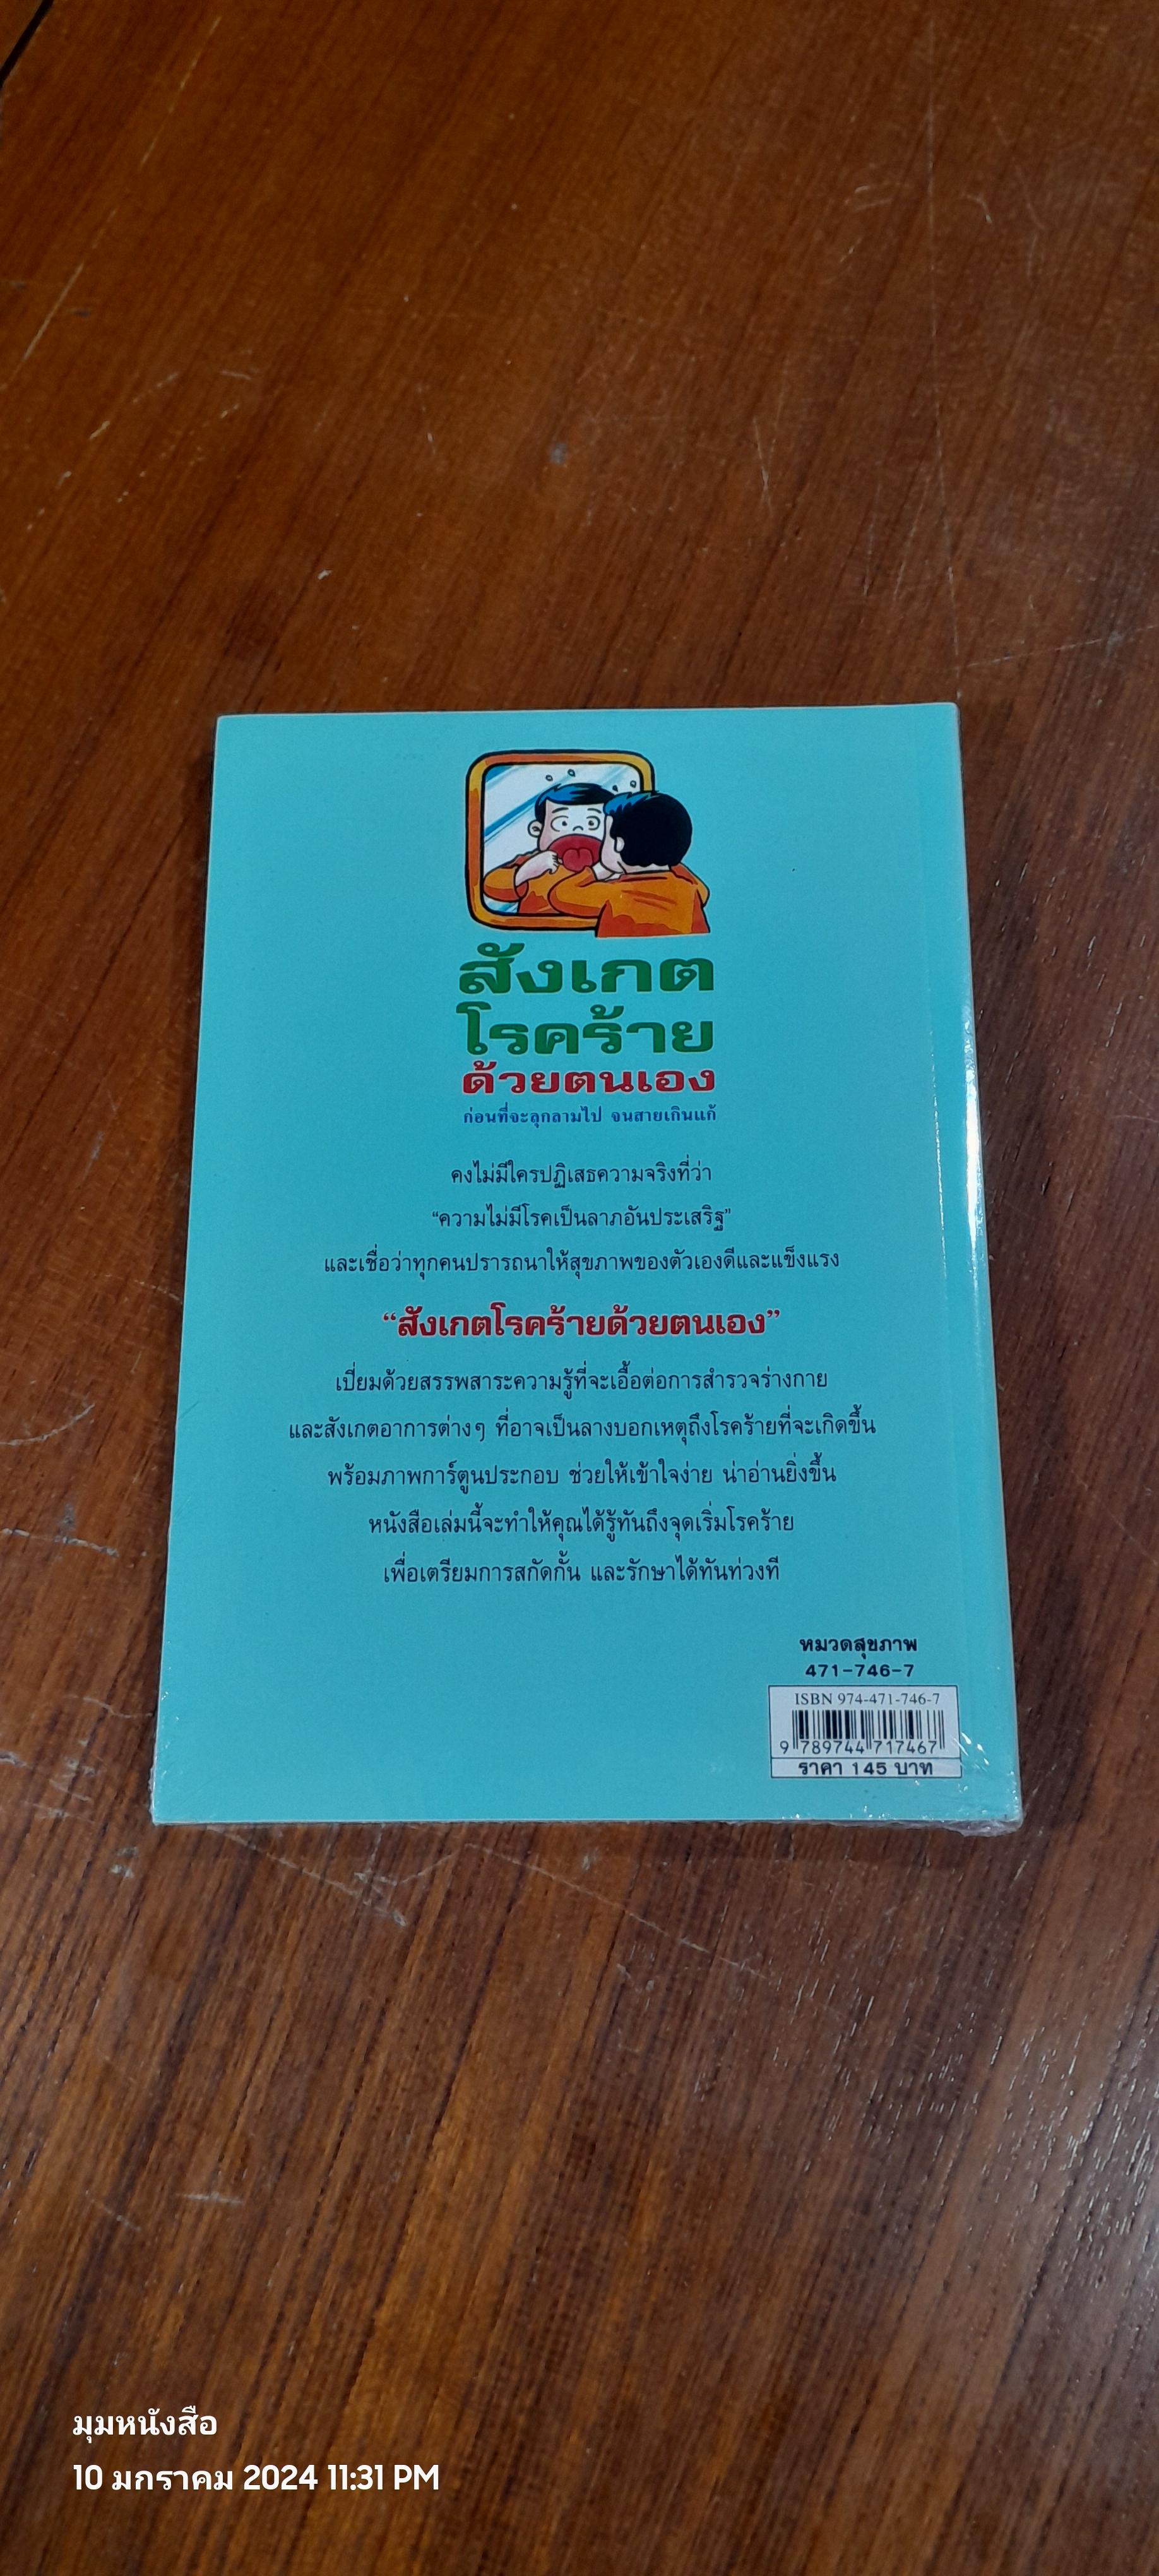 สังเกต
โรคร้าย
ด้วยตนเอง
ก่อนที่จะลุกลามไป จนสายเกินแก้
คงไม่มีใครปฏิเสธความจริงที่ว่า
“ความไม่มีโรคเป็นลาภอันประเสริฐ”
และเชื่อว่าทุกคนปรารถนาให้สุขภาพของตัวเองดีและแข็งแรง
“สังเกตโรคร้ายด้วยตนเอง”
เปี่ยมด้วยสรรพสาระความรู้ที่จะเอื้อต่อการสำรวจร่างกาย
และสังเกตอาการต่างๆ ที่อาจเป็นลางบอกเหตุถึงโรคร้ายที่จะเกิดขึ้น
พร้อมภาพการ์ตูนประกอบ ช่วยให้เข้าใจง่าย น่าอ่านยิ่งขึ้น
หนังสือเล่มนี้จะทำให้คุณได้รู้ทันถึงจุดเริ่มโรคร้าย
เพื่อเตรียมการสกัดกั้น และรักษาได้ทันท่วงที
หมวดสุขภาพ
471-746-7
ISBN 974-471-746-7
9 789744 717467
ราคา 145 บาท
มุมหนังสือ
10 มกราคม 2024 11:31 PM